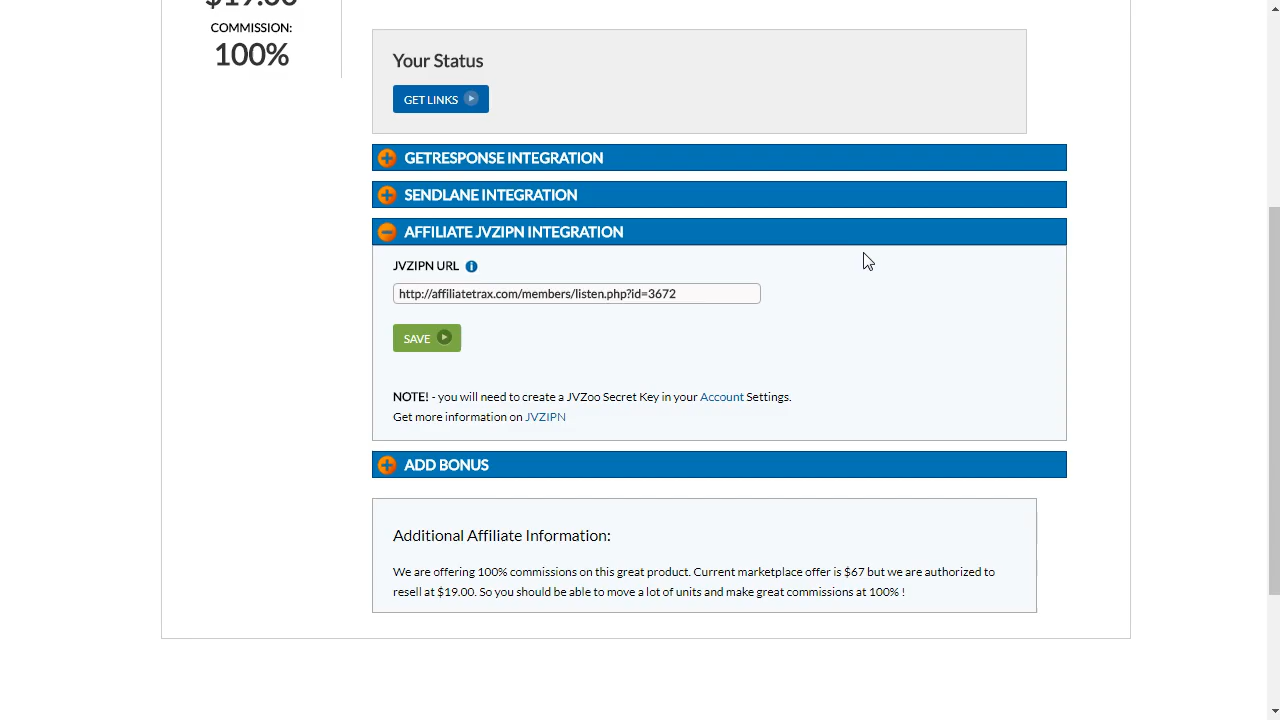 $19.00
COMMISSION:
100%
Your Status
GET LINKS
GETRESPONSE INTEGRATION
SENDLANE INTEGRATION
AFFILIATE JVZIPN INTEGRATION
JVZIPN URL
http://affiliatetrax.com/members/listen.php?id=3672
SAVE
NOTE! - you will need to create a JVZoo Secret Key in your Account Settings.
Get more information on JVZIPN
ADD BONUS
Additional Affiliate Information:
We are offering 100% commissions on this great product. Current marketplace offer is $67 but we are authorized to
resell at $19.00. So you should be able to move a lot of units and make great commissions at 100% !